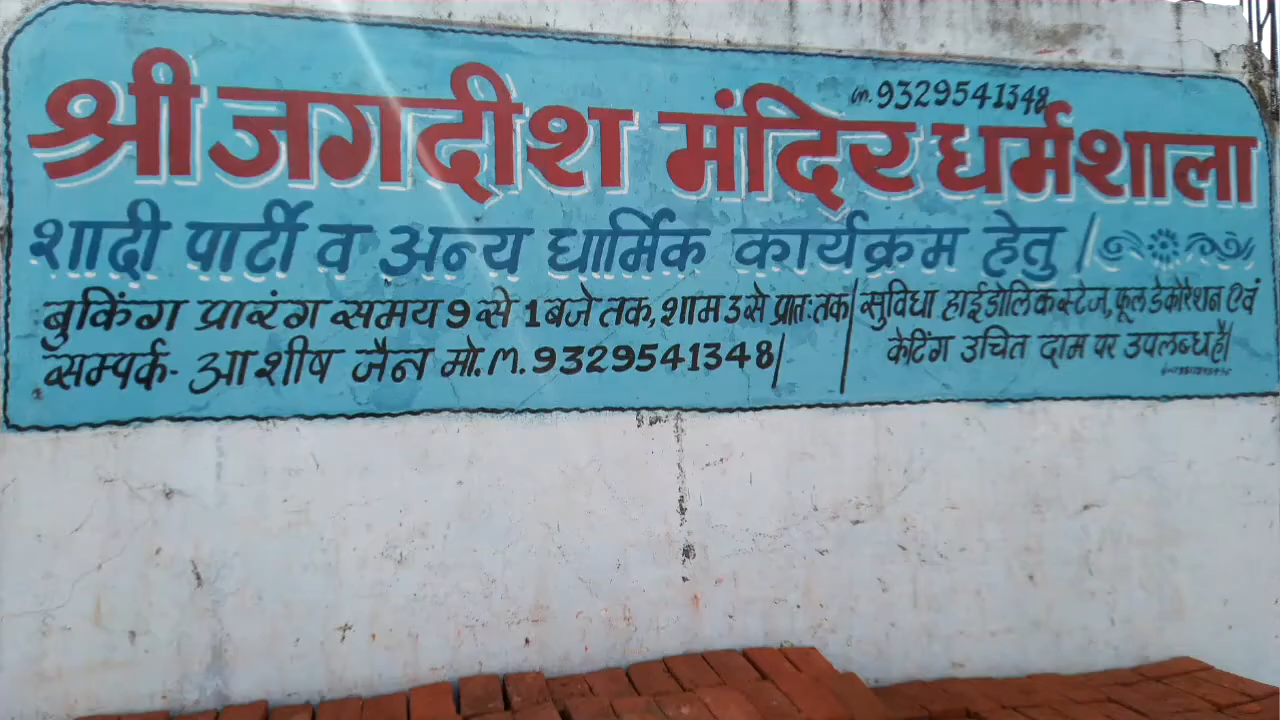 m. 9329541348
श्री जगदीश मंदिर धर्मशाला
शादी पार्टी व अन्य धार्मिक कार्यक्रम हेतु /
बुकिंग प्रारंग समय 9 से 1 बजे तक, शाम 3 से प्रातः तक|
सम्पर्क- आशीष जैन मो. M. 9329541348|
सुविधा हाईडोलिक स्टेज, फूल डेकोरेशन एवं
केटिंग उचित दाम पर उपलब्ध है|